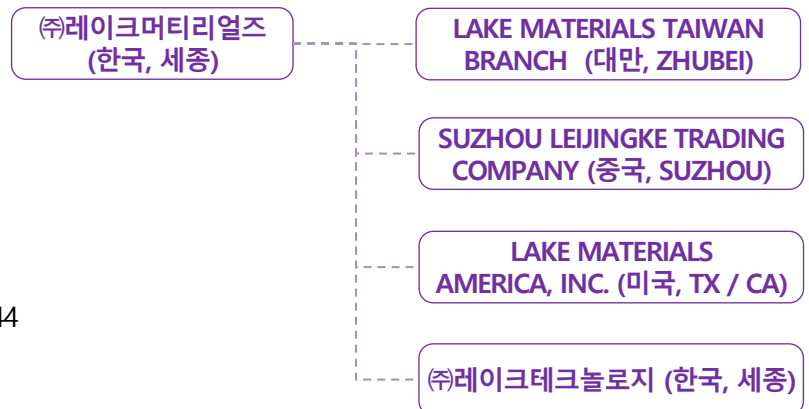 ㈜레이크머티리얼즈
(한국, 세종)
LAKE MATERIALS TAIWAN
BRANCH (대만, ZHUBEI)
SUZHOU LEIJINGKE TRADING
COMPANY (중국, SUZHOU)
LAKE MATERIALS
AMERICA, INC. (미국, TX / CA)
44
㈜레이크테크놀로지 (한국, 세종)